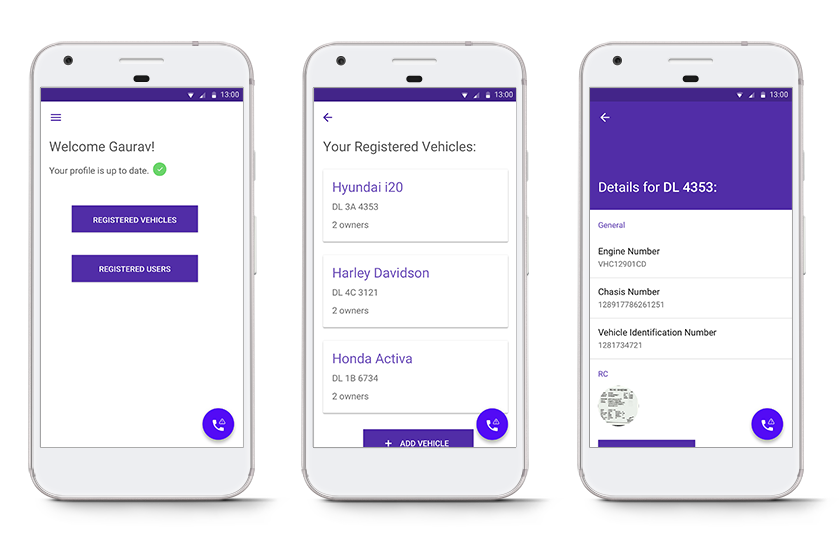 13:00
Welcome Gaurav!
Your profile is up to date.
REGISTERED VEHICLES
REGISTERED USERS
13:00
Your Registered Vehicles:
Hyundai i20
DL 3A 4353
2 owners
Harley Davidson
DL 4C 3121
2 owners
Honda Activa
DL 1B 6734
2 owners
+ ADD VEHICLE
13:00
Details for DL 4353:
General
Engine Number
VHC12901CD
Chasis Number
128917786261251
Vehicle Identification Number
1281734721
RC